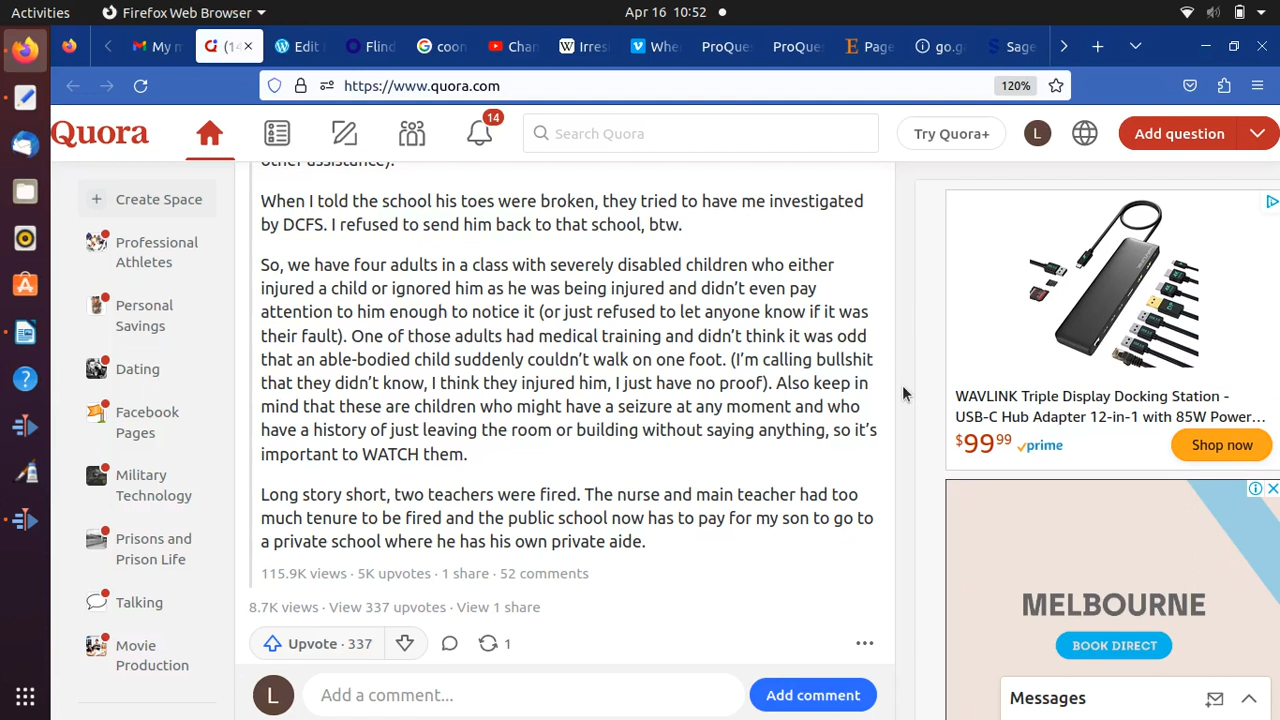 Activities
Firefox Web Browser
Apr 16 10:52
My m
(14
Edit
Flind
coon
Chan
Irres
Whe
ProQue
ProQue
Page
go.g
Sage
https://www.quora.com
120%
Quora
14
Search Quora
Try Quora+
L
Add question
Create Space
Professional
Athletes
Personal
Savings
Dating
Facebook
Pages
Military
Technology
Prisons and
Prison Life
Talking
Movie
Production
other assistance).
When I told the school his toes were broken, they tried to have me investigated
by DCFS. I refused to send him back to that school, btw.
So, we have four adults in a class with severely disabled children who either
injured a child or ignored him as he was being injured and didn’t even pay
attention to him enough to notice it (or just refused to let anyone know if it was
their fault). One of those adults had medical training and didn’t think it was odd
that an able-bodied child suddenly couldn’t walk on one foot. (I’m calling bullshit
that they didn’t know, I think they injured him, I just have no proof). Also keep in
mind that these are children who might have a seizure at any moment and who
have a history of just leaving the room or building without saying anything, so it’s
important to WATCH them.
Long story short, two teachers were fired. The nurse and main teacher had too
much tenure to be fired and the public school now has to pay for my son to go to
a private school where he has his own private aide.
115.9K views · 5K upvotes · 1 share · 52 comments
8.7K views · View 337 upvotes · View 1 share
Upvote · 337
1
L
Add a comment...
Add comment
WAVLINK Triple Display Docking Station -
USB-C Hub Adapter 12-in-1 with 85W Power...
$99 99 prime
Shop now
MELBOURNE
BOOK DIRECT
Messages